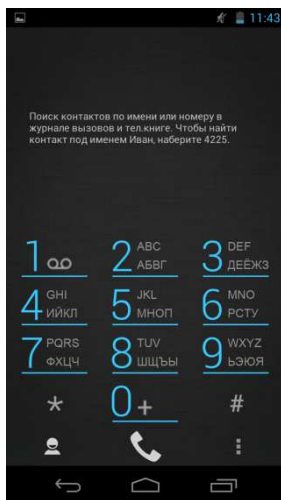 11:43
Поиск контактов по имени или номеру в
журнале вызовов и тел.книге. Чтобы найти
контакт под именем Иван, наберите 4225.
1
2 ABC
АБВГ
3 DEF
ДЕЁЖЗ
4 GHI
ИЙКЛ
5 JKL
МНОП
6 MNO
РСТУ
7 PQRS
ФХЦЧ
8 TUV
ШЩЪЫ
9 WXYZ
ЬЭЮЯ
*
0 +
#